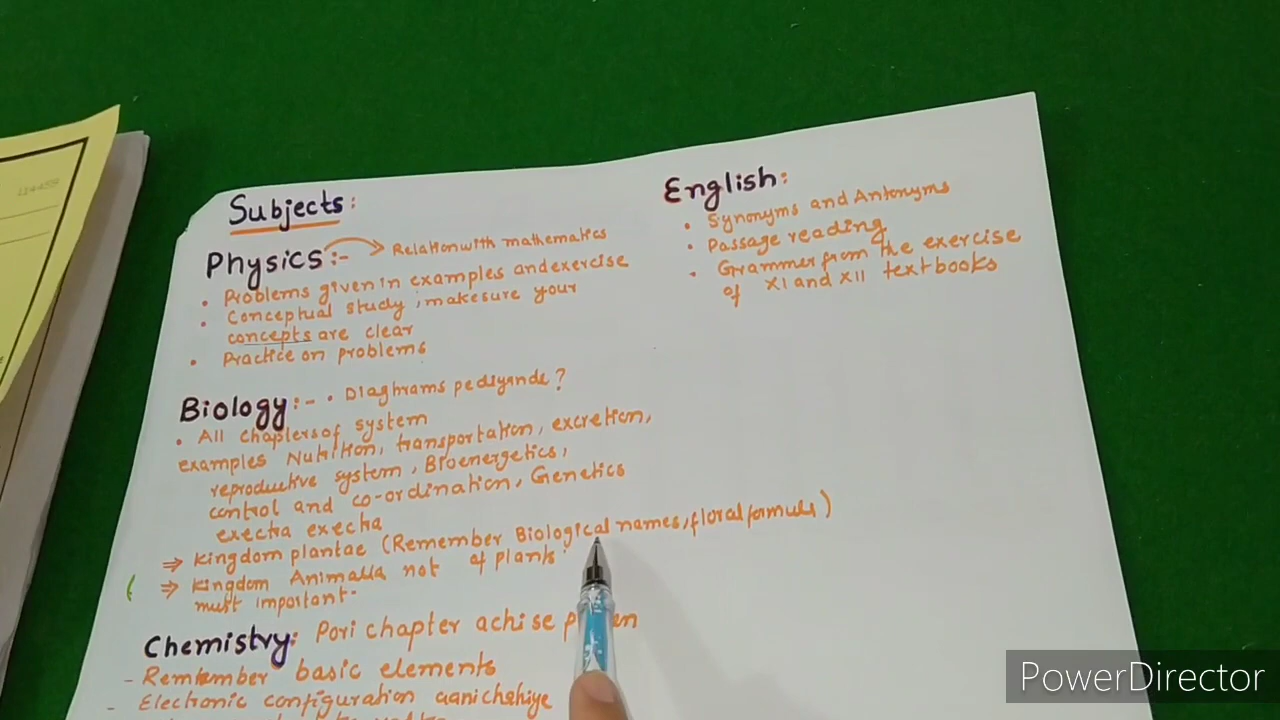 Subjects:
Physics:- Relation with mathematics
• Problems given in examples and exercise
• Conceptual study, make sure your
concepts are clear
• Practice on problems
Biology:- • Diaghrams pediyande?
• All chapters of system
examples Nutrition, transportation, excretion,
reproductive system, Bioenergetics,
control and co-ordination, Genetics
exectra exectra
⇒ Kingdom plantae (Remember Biological names, floral formula)
of plants
⇒ Kingdom Animalia not
must important.
Chemistry: Pori chapter achi se
- Remember basic elements
- Electronic configuration aanichahiye
English:
• Synonyms and Antonyms
• Passage reading
• Grammer from the exercise
of XI and XII textbooks
PowerDirector